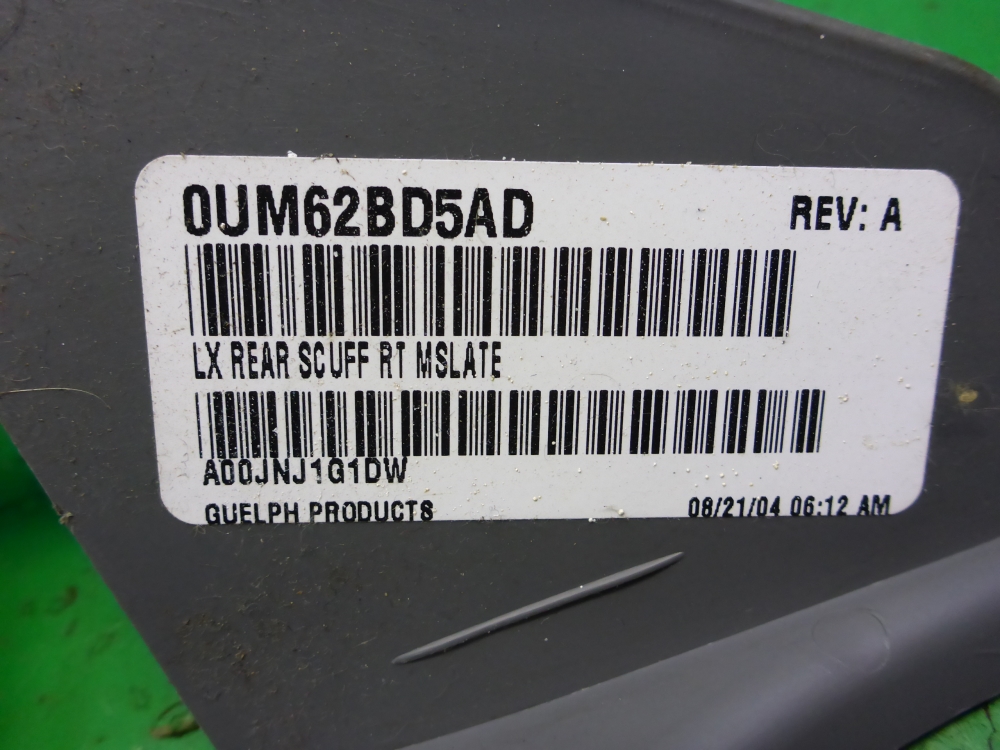 0UM62BD5AD REV: A
LX REAR SCUFF RT MSLATE
A00JNJ1G1DW
GUELPH PRODUCTS 08/21/04 06:12 AM